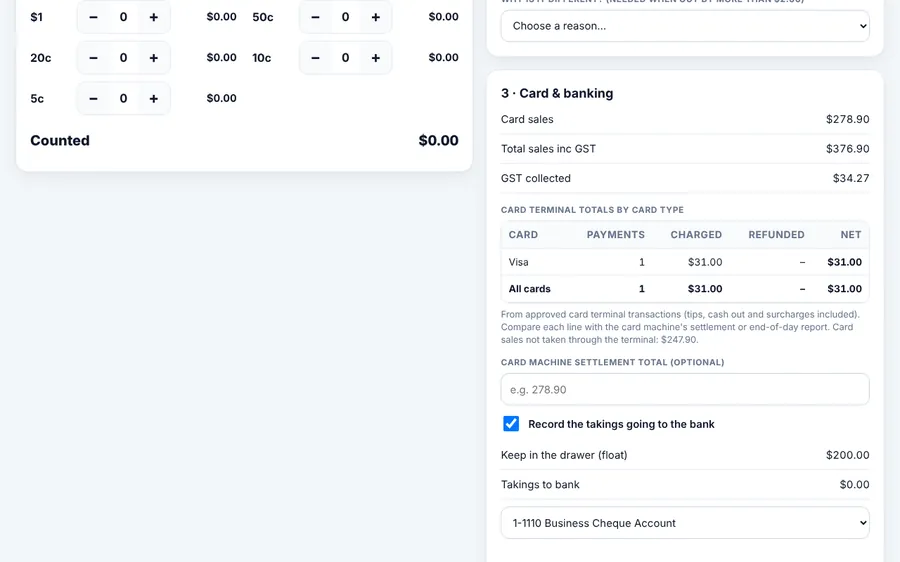 $1 − 0 + $0.00 50c − 0 + $0.00
20c − 0 + $0.00 10c − 0 + $0.00
5c − 0 + $0.00
Counted $0.00
Choose a reason...
3 · Card & banking
Card sales $278.90
Total sales inc GST $376.90
GST collected $34.27
CARD TERMINAL TOTALS BY CARD TYPE
CARD PAYMENTS CHARGED REFUNDED NET
Visa 1 $31.00 – $31.00
All cards 1 $31.00 – $31.00
From approved card terminal transactions (tips, cash out and surcharges included).
Compare each line with the card machine's settlement or end-of-day report. Card
sales not taken through the terminal: $247.90.
CARD MACHINE SETTLEMENT TOTAL (OPTIONAL)
e.g. 278.90
Record the takings going to the bank
Keep in the drawer (float) $200.00
Takings to bank $0.00
1-1110 Business Cheque Account